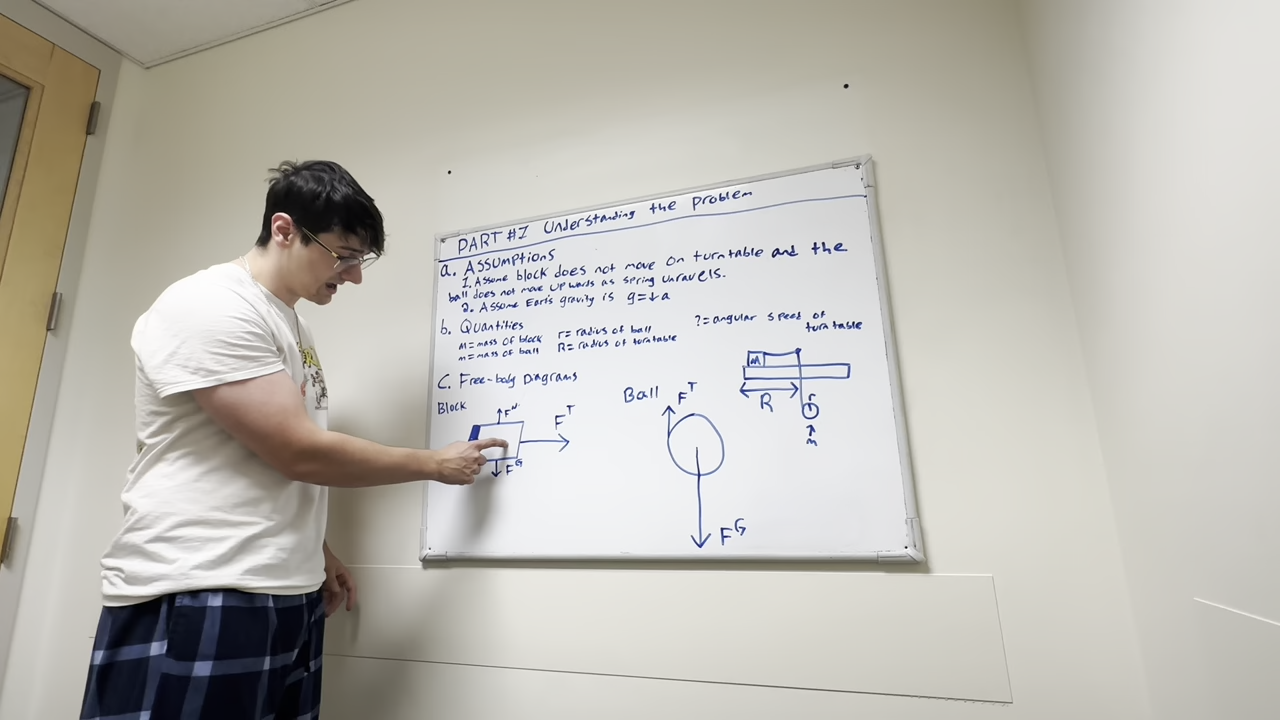 PART #I Understanding the Problem
a. Assumptions
1. Assume block does not move on turntable and the
ball does not move upwards as spring unravels.
2. Assume Eart's gravity is g=↓a
b. Quantities
M=mass of block r=radius of ball
m=mass of ball R=radius of turntable
?=angular speed of
turntable
C. Free-body Diagrams
Block
F^N
F^T
F^G
Ball
F^T
F^G
M
R
r
m